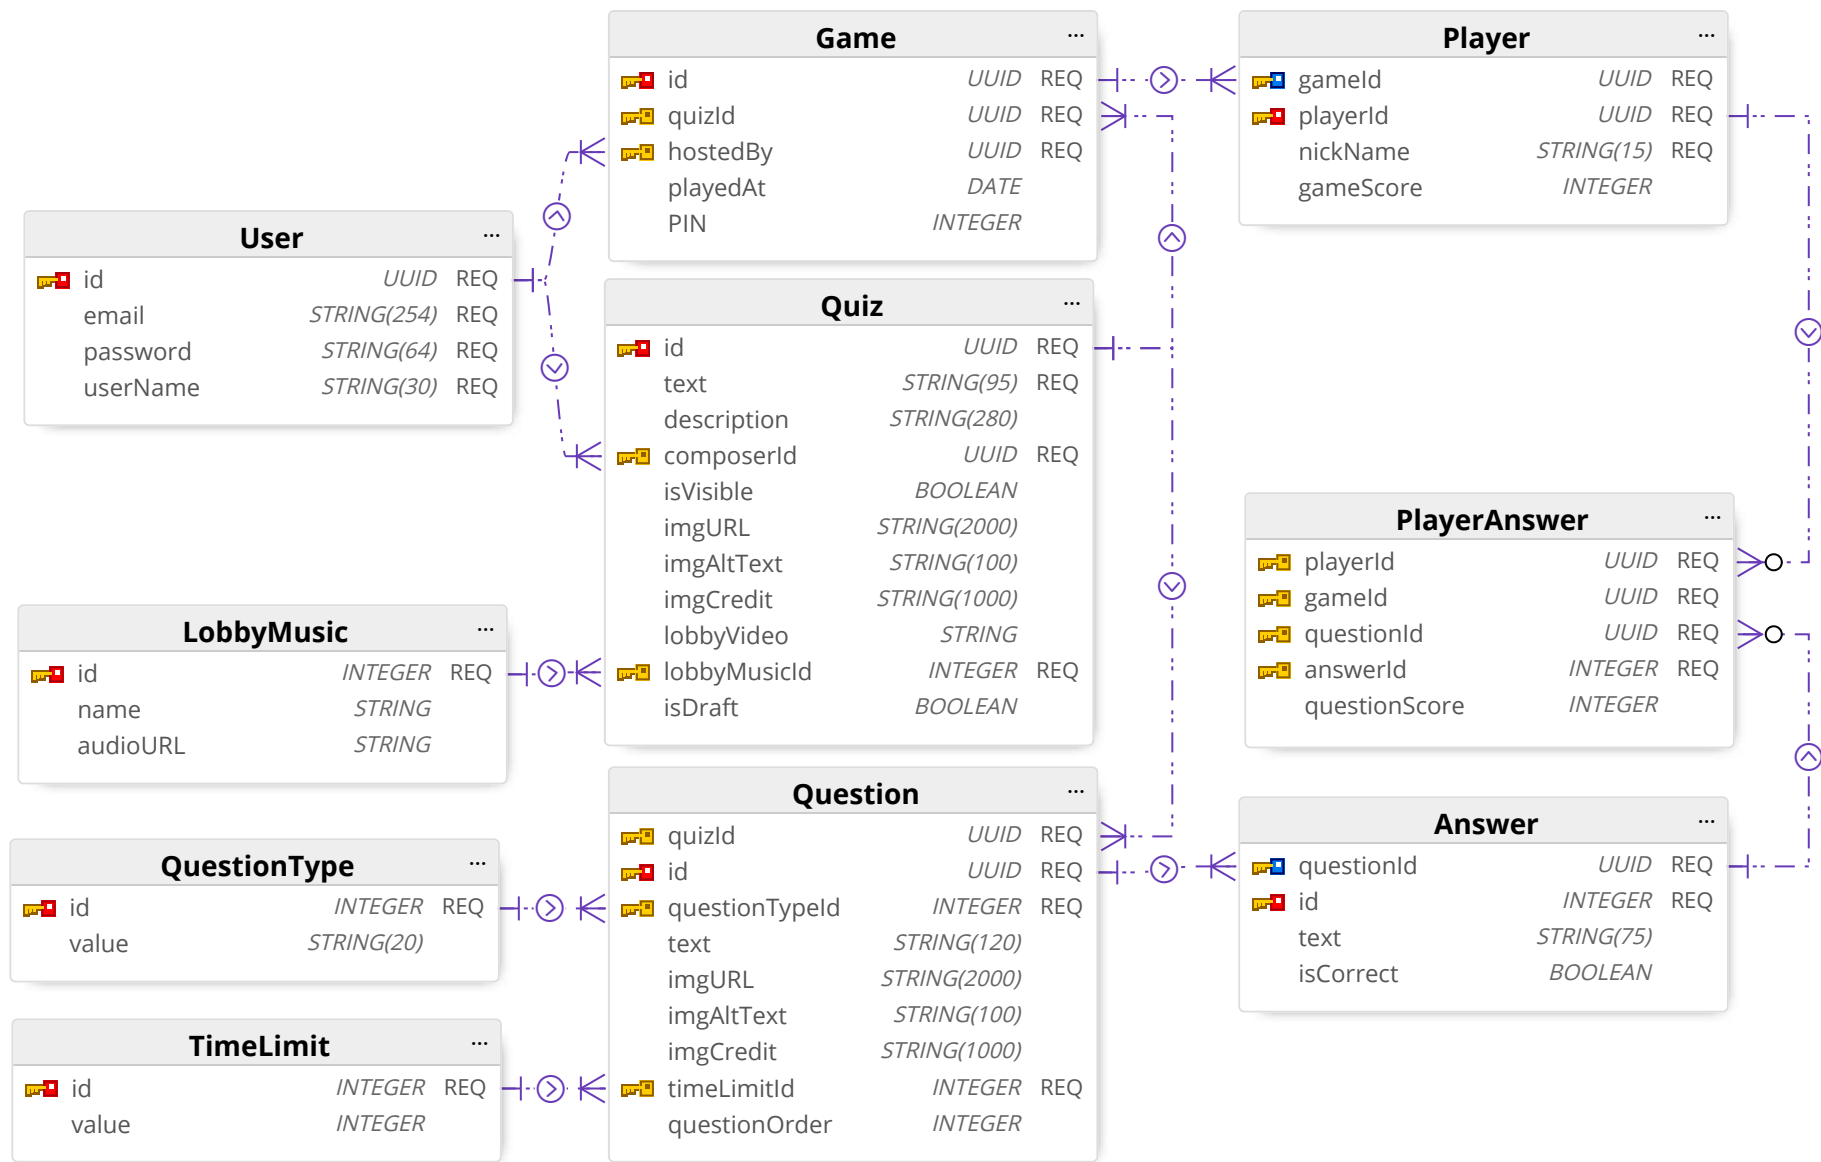 Game ...
id UUID REQ
quizId UUID REQ
hostedBy UUID REQ
playedAt DATE
PIN INTEGER
Player ...
gameId UUID REQ
playerId UUID REQ
nickName STRING(15) REQ
gameScore INTEGER
User ...
id UUID REQ
email STRING(254) REQ
password STRING(64) REQ
userName STRING(30) REQ
Quiz ...
id UUID REQ
text STRING(95) REQ
description STRING(280)
composerId UUID REQ
isVisible BOOLEAN
imgURL STRING(2000)
imgAltText STRING(100)
imgCredit STRING(1000)
lobbyVideo STRING
lobbyMusicId INTEGER REQ
isDraft BOOLEAN
PlayerAnswer ...
playerId UUID REQ
gameId UUID REQ
questionId UUID REQ
answerId INTEGER REQ
questionScore INTEGER
LobbyMusic ...
id INTEGER REQ
name STRING
audioURL STRING
Question ...
quizId UUID REQ
id UUID REQ
questionTypeId INTEGER REQ
text STRING(120)
imgURL STRING(2000)
imgAltText STRING(100)
imgCredit STRING(1000)
timeLimitId INTEGER REQ
questionOrder INTEGER
Answer ...
questionId UUID REQ
id INTEGER REQ
text STRING(75)
isCorrect BOOLEAN
QuestionType ...
id INTEGER REQ
value STRING(20)
TimeLimit ...
id INTEGER REQ
value INTEGER